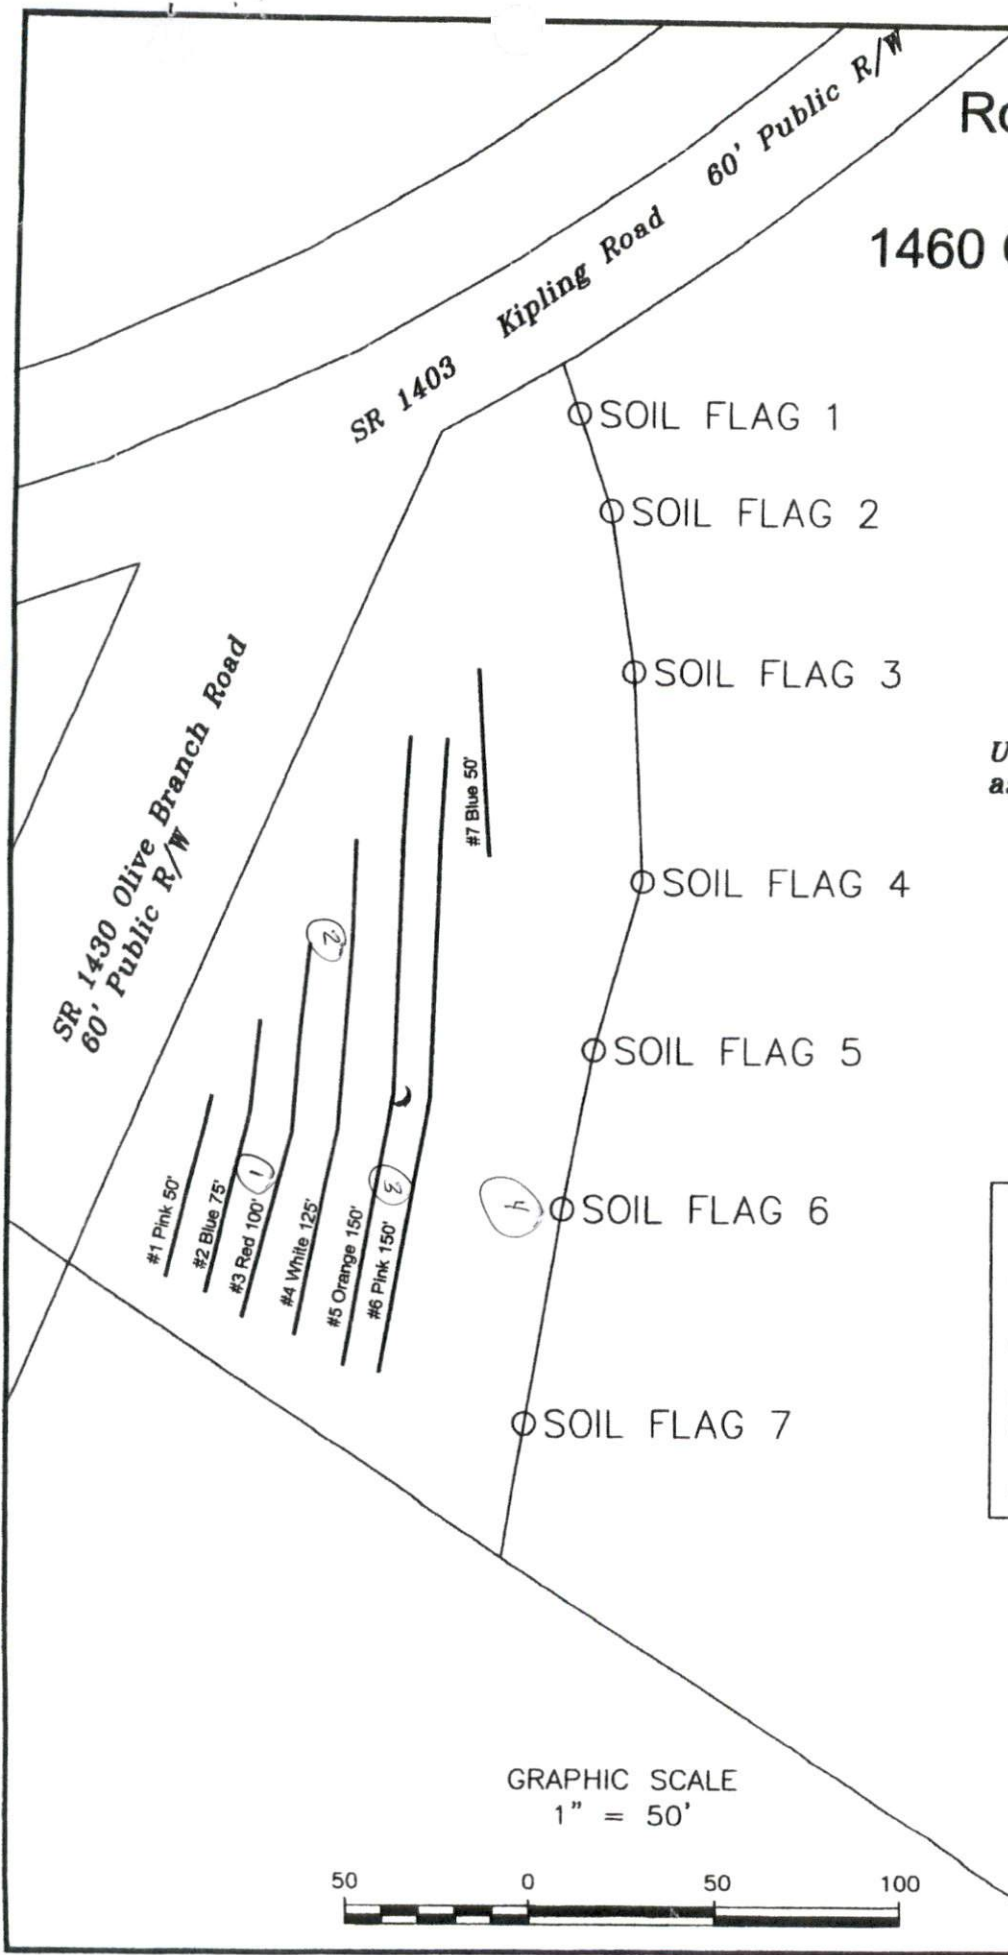 60' Public R/W
Ro
Kipling Road
1460
SR 1403
SOIL FLAG 1
SOIL FLAG 2
SR 1430 Olive Branch Road
60' Public R/W
SOIL FLAG 3
#7 Blue 50'
U
a.
SOIL FLAG 4
2
SOIL FLAG 5
#1 Pink 50'
#2 Blue 75'
1
#3 Red 100'
#4 White 125'
#5 Orange 150'
3
#6 Pink 150'
4
SOIL FLAG 6
SOIL FLAG 7
GRAPHIC SCALE
1" = 50'
50 0 50 100